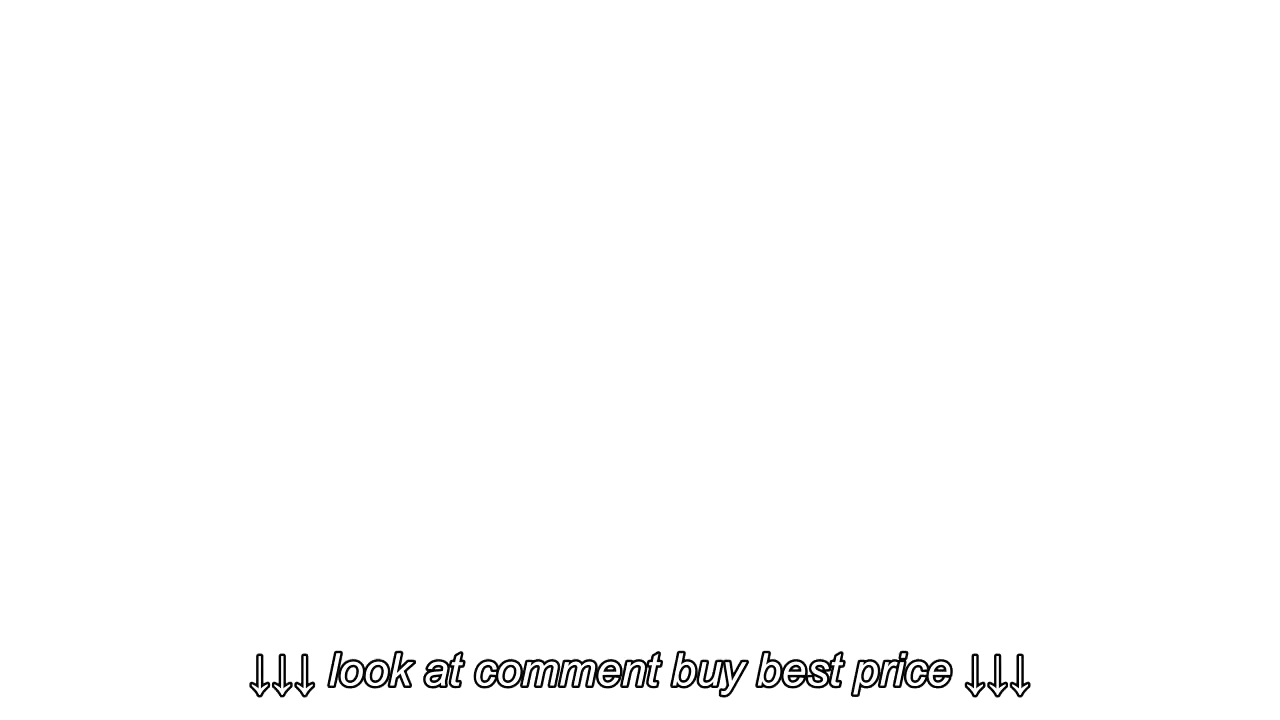 ↓↓↓ look at comment buy best price ↓↓↓